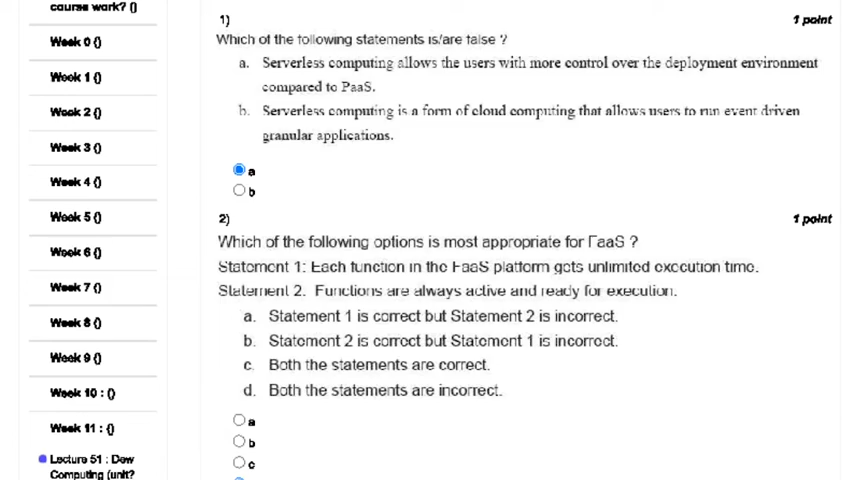 course work? ()
Week 0 ()
Week 1 ()
Week 2 ()
Week 3 ()
Week 4 ()
Week 5 ()
Week 6 ()
Week 7 ()
Week 8 ()
Week 9 ()
Week 10 : ()
Week 11 : ()
Lecture 51 : Dew
Computing (unit?
1)
1 point
Which of the following statements is/are false ?
a. Serverless computing allows the users with more control over the deployment environment
compared to PaaS.
b. Serverless computing is a form of cloud computing that allows users to run event driven
granular applications.
a
b
2)
1 point
Which of the following options is most appropriate for FaaS ?
Statement 1: Each function in the FaaS platform gets unlimited execution time.
Statement 2. Functions are always active and ready for execution.
a. Statement 1 is correct but Statement 2 is incorrect.
b. Statement 2 is correct but Statement 1 is incorrect.
c. Both the statements are correct.
d. Both the statements are incorrect.
a
b
c